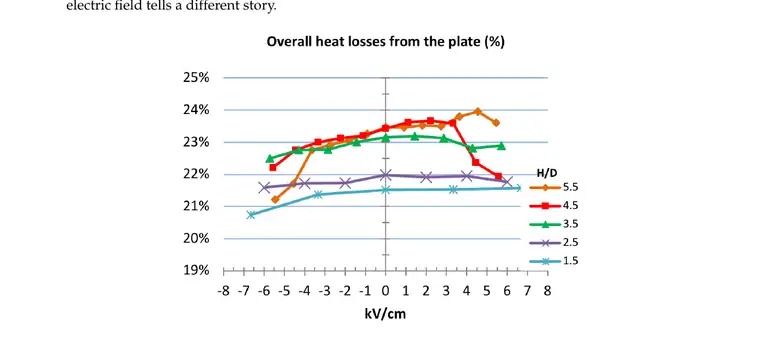 electric field tells a different story.
Overall heat losses from the plate (%)
25%
24%
23%
22%
21%
20%
19%
-8 -7 -6 -5 -4 -3 -2 -1 0 1 2 3 4 5 6 7 8
kV/cm
H/D
5.5
4.5
3.5
2.5
1.5